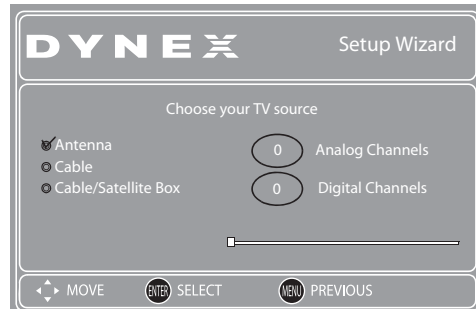 DYNEX
Setup Wizard
Choose your TV source
Antenna
Cable
Cable/Satellite Box
0 Analog Channels
0 Digital Channels
MOVE ENTER SELECT MENU PREVIOUS